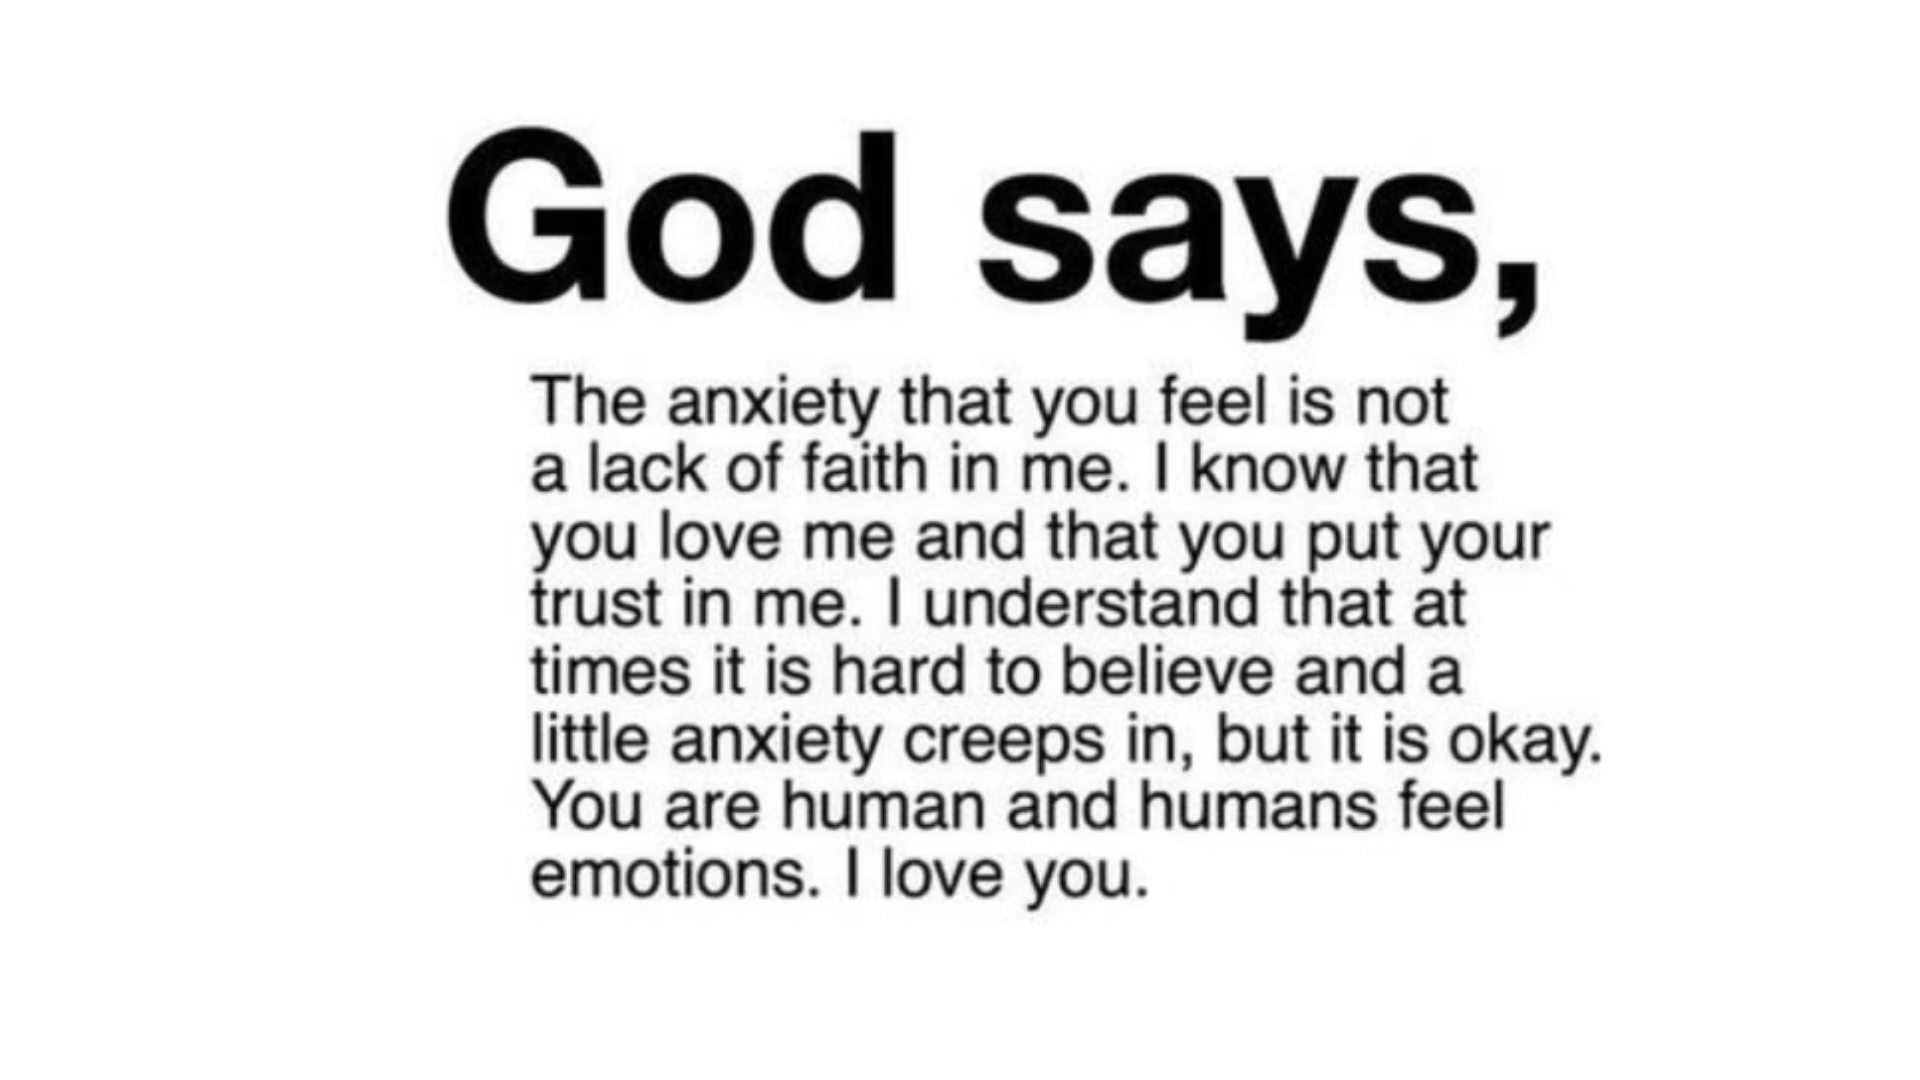 God says,
The anxiety that you feel is not
a lack of faith in me. I know that
you love me and that you put your
trust in me. I understand that at
times it is hard to believe and a
little anxiety creeps in, but it is okay.
You are human and humans feel
emotions. I love you.